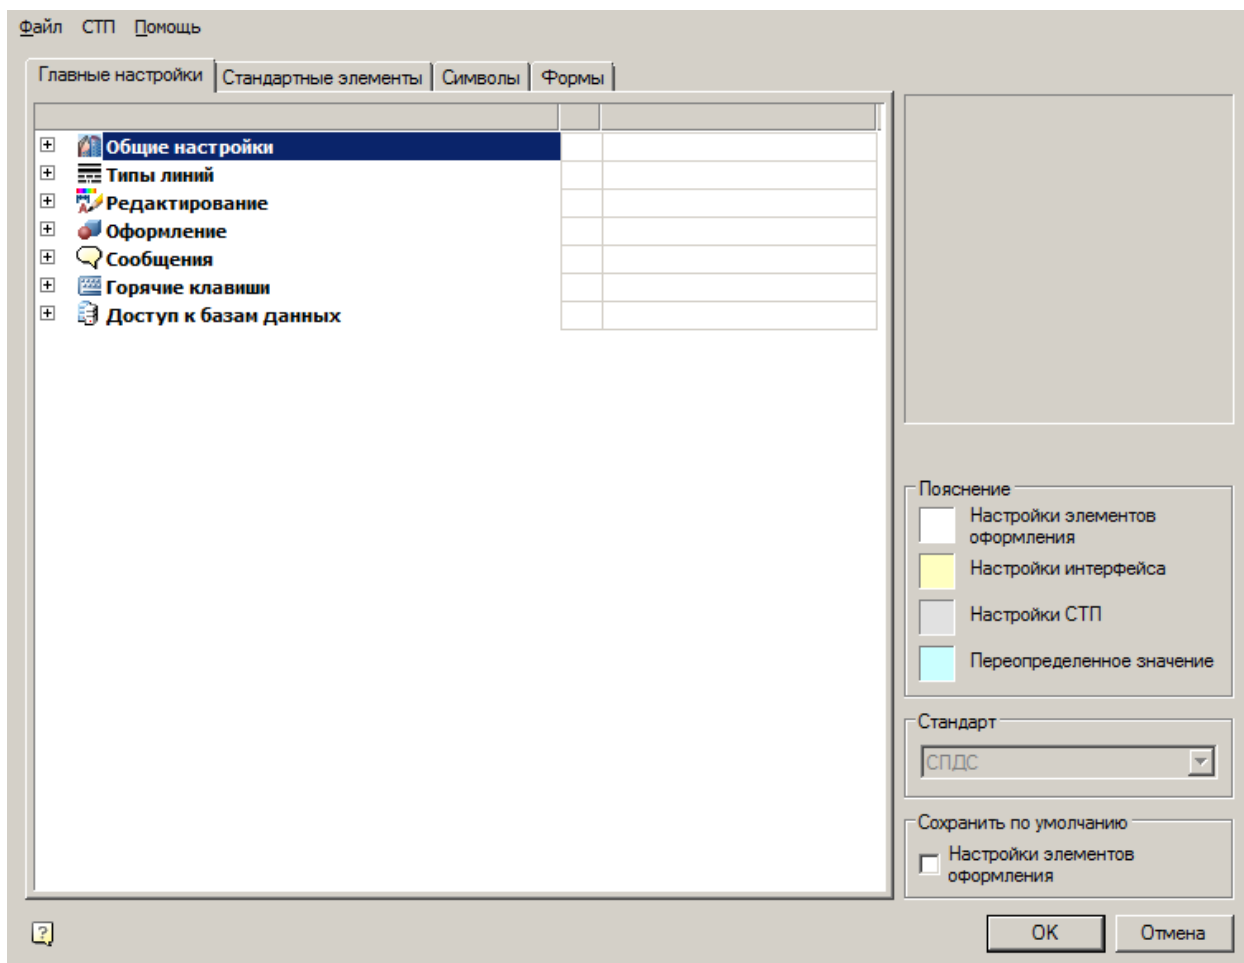 Файл СТП Помощь
Главные настройки Стандартные элементы Символы Формы
Общие настройки
Типы линий
Редактирование
Оформление
Сообщения
Горячие клавиши
Доступ к базам данных
Пояснение
Настройки элементов
оформления
Настройки интерфейса
Настройки СТП
Переопределенное значение
Стандарт
СПДС
Сохранить по умолчанию
Настройки элементов
оформления
OK Отмена